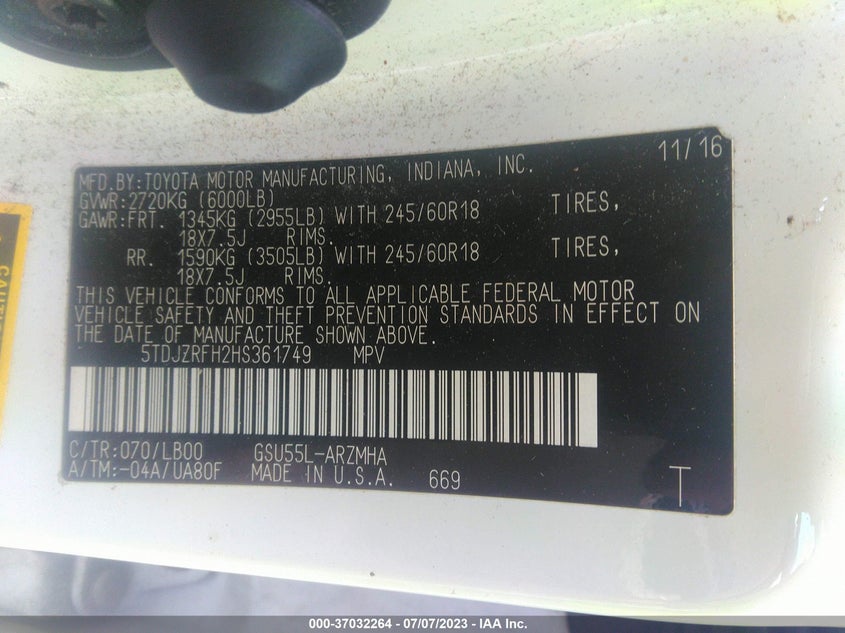 11/16
MFD.BY:TOYOTA MOTOR MANUFACTURING, INDIANA, INC.
GVWR:2720KG (6000LB)
GAWR:FRT. 1345KG (2955LB) WITH 245/60R18 TIRES,
18X7.5J RIMS.
RR. 1590KG (3505LB) WITH 245/60R18 TIRES,
18X7.5J RIMS.
THIS VEHICLE CONFORMS TO ALL APPLICABLE FEDERAL MOTOR
VEHICLE SAFETY AND THEFT PREVENTION STANDARDS IN EFFECT ON
THE DATE OF MANUFACTURE SHOWN ABOVE.
5TDJZRFH2HS361749 MPV
C/TR:070/LB00 GSU55L-ARZMHA
A/TM:-04A/UA80F MADE IN U.S.A. 669 T
000-37032264 - 07/07/2023 - IAA Inc.